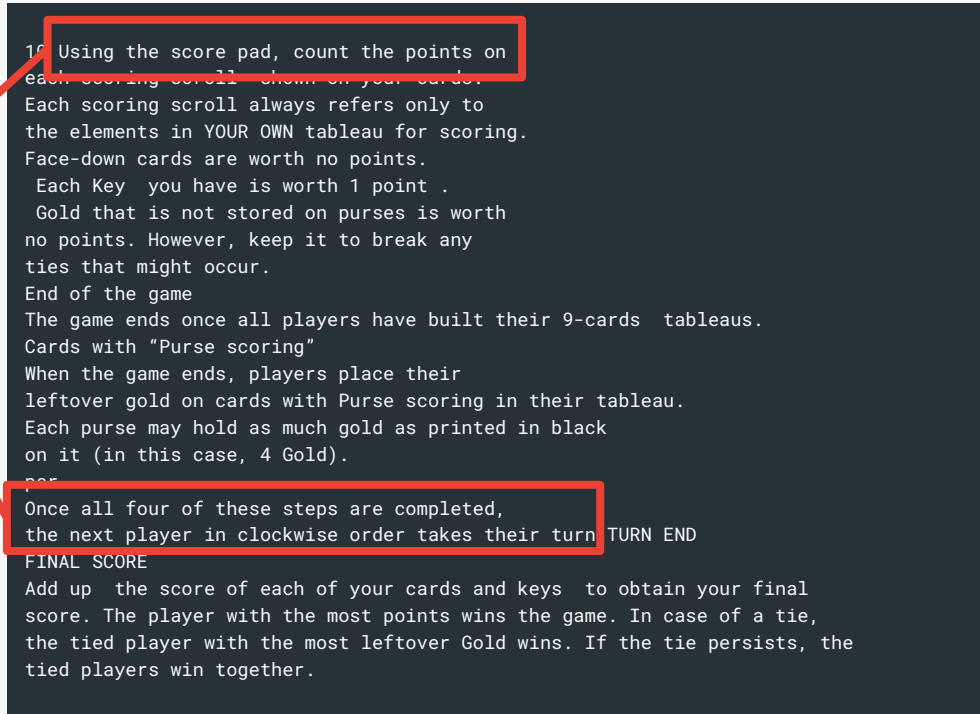 10 Using the score pad, count the points on
each scoring scroll shown on your cards.
Each scoring scroll always refers only to
the elements in YOUR OWN tableau for scoring.
Face-down cards are worth no points.
Each Key you have is worth 1 point .
Gold that is not stored on purses is worth
no points. However, keep it to break any
ties that might occur.
End of the game
The game ends once all players have built their 9-cards tableaus.
Cards with “Purse scoring”
When the game ends, players place their
leftover gold on cards with Purse scoring in their tableau.
Each purse may hold as much gold as printed in black
on it (in this case, 4 Gold).
per
Once all four of these steps are completed,
the next player in clockwise order takes their turn TURN END
FINAL SCORE
Add up the score of each of your cards and keys to obtain your final
score. The player with the most points wins the game. In case of a tie,
the tied player with the most leftover Gold wins. If the tie persists, the
tied players win together.